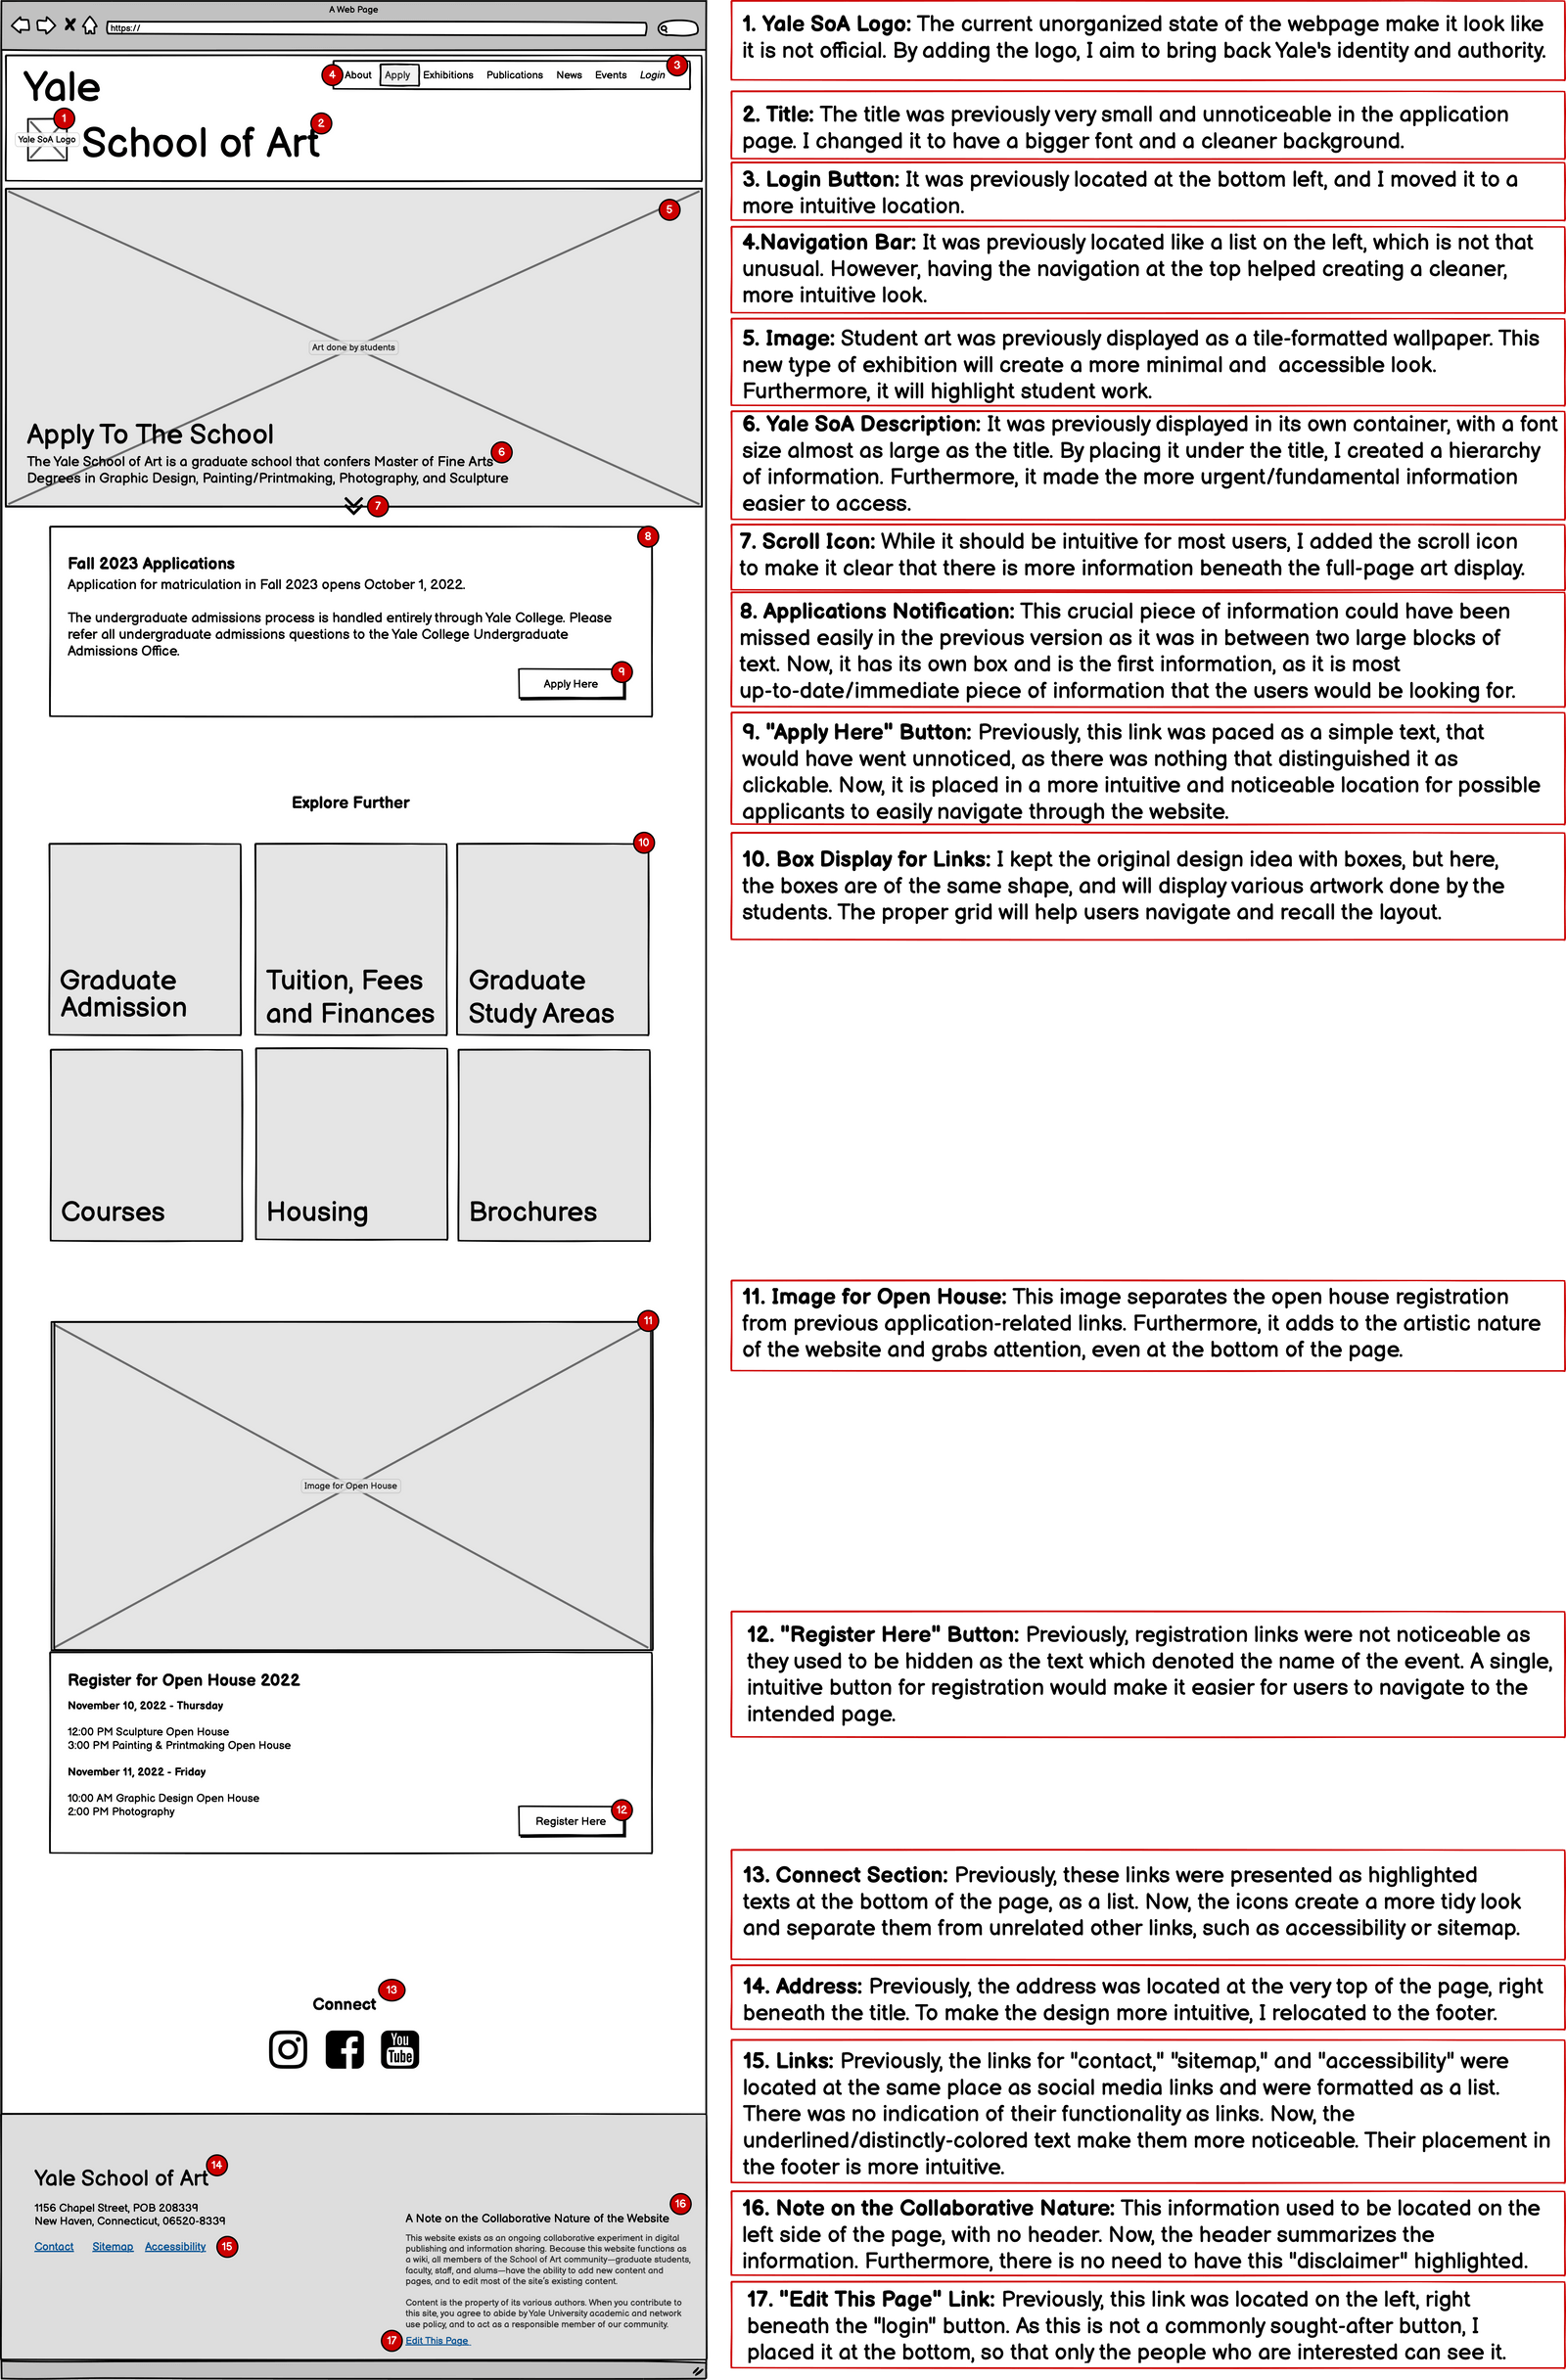 A Web Page
https://
Yale
About Apply Exhibitions Publications News Events Login
4
3
1
2
Yale SoA Logo
School of Art
5
Art done by students
Apply To The School
6
The Yale School of Art is a graduate school that confers Master of Fine Arts
Degrees in Graphic Design, Painting/Printmaking, Photography, and Sculpture
7
8
Fall 2023 Applications
Application for matriculation in Fall 2023 opens October 1, 2022.
The undergraduate admissions process is handled entirely through Yale College. Please
refer all undergraduate admissions questions to the Yale College Undergraduate
Admissions Office.
9
Apply Here
Explore Further
10
Graduate
Admission
Tuition, Fees
and Finances
Graduate
Study Areas
Courses
Housing
Brochures
11
Image for Open House
Register for Open House 2022
November 10, 2022 - Thursday
12:00 PM Sculpture Open House
3:00 PM Painting & Printmaking Open House
November 11, 2022 - Friday
10:00 AM Graphic Design Open House
2:00 PM Photography
12
Register Here
13
Connect
You
Tube
14
Yale School of Art
1156 Chapel Street, POB 208339
New Haven, Connecticut, 06520-8339
Contact Sitemap Accessibility
15
16
A Note on the Collaborative Nature of the Website
This website exists as an ongoing collaborative experiment in digital
publishing and information sharing. Because this website functions as
a wiki, all members of the School of Art community—graduate students,
faculty, staff, and alums—have the ability to add new content and
pages, and to edit most of the site's existing content.
Content is the property of its various authors. When you contribute to
this site, you agree to abide by Yale University academic and network
use policy, and to act as a responsible member of our community.
17
Edit This Page
1. Yale SoA Logo: The current unorganized state of the webpage make it look like
it is not official. By adding the logo, I aim to bring back Yale's identity and authority.
2. Title: The title was previously very small and unnoticeable in the application
page. I changed it to have a bigger font and a cleaner background.
3. Login Button: It was previously located at the bottom left, and I moved it to a
more intuitive location.
4.Navigation Bar: It was previously located like a list on the left, which is not that
unusual. However, having the navigation at the top helped creating a cleaner,
more intuitive look.
5. Image: Student art was previously displayed as a tile-formatted wallpaper. This
new type of exhibition will create a more minimal and accessible look.
Furthermore, it will highlight student work.
6. Yale SoA Description: It was previously displayed in its own container, with a font
size almost as large as the title. By placing it under the title, I created a hierarchy
of information. Furthermore, it made the more urgent/fundamental information
easier to access.
7. Scroll Icon: While it should be intuitive for most users, I added the scroll icon
to make it clear that there is more information beneath the full-page art display.
8. Applications Notification: This crucial piece of information could have been
missed easily in the previous version as it was in between two large blocks of
text. Now, it has its own box and is the first information, as it is most
up-to-date/immediate piece of information that the users would be looking for.
9. "Apply Here" Button: Previously, this link was paced as a simple text, that
would have went unnoticed, as there was nothing that distinguished it as
clickable. Now, it is placed in a more intuitive and noticeable location for possible
applicants to easily navigate through the website.
10. Box Display for Links: I kept the original design idea with boxes, but here,
the boxes are of the same shape, and will display various artwork done by the
students. The proper grid will help users navigate and recall the layout.
11. Image for Open House: This image separates the open house registration
from previous application-related links. Furthermore, it adds to the artistic nature
of the website and grabs attention, even at the bottom of the page.
12. "Register Here" Button: Previously, registration links were not noticeable as
they used to be hidden as the text which denoted the name of the event. A single,
intuitive button for registration would make it easier for users to navigate to the
intended page.
13. Connect Section: Previously, these links were presented as highlighted
texts at the bottom of the page, as a list. Now, the icons create a more tidy look
and separate them from unrelated other links, such as accessibility or sitemap.
14. Address: Previously, the address was located at the very top of the page, right
beneath the title. To make the design more intuitive, I relocated to the footer.
15. Links: Previously, the links for "contact," "sitemap," and "accessibility" were
located at the same place as social media links and were formatted as a list.
There was no indication of their functionality as links. Now, the
underlined/distinctly-colored text make them more noticeable. Their placement in
the footer is more intuitive.
16. Note on the Collaborative Nature: This information used to be located on the
left side of the page, with no header. Now, the header summarizes the
information. Furthermore, there is no need to have this "disclaimer" highlighted.
17. "Edit This Page" Link: Previously, this link was located on the left, right
beneath the "login" button. As this is not a commonly sought-after button, I
placed it at the bottom, so that only the people who are interested can see it.